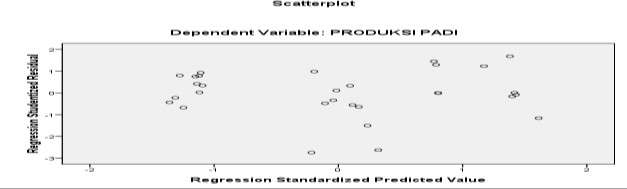 Scatterplot
Dependent Variable: PRODUKSI PADI
Regression Studentized Residual
2
1
0
-1
-2
-3
-2 -1 0 1 2
Regression Standardized Predicted Value